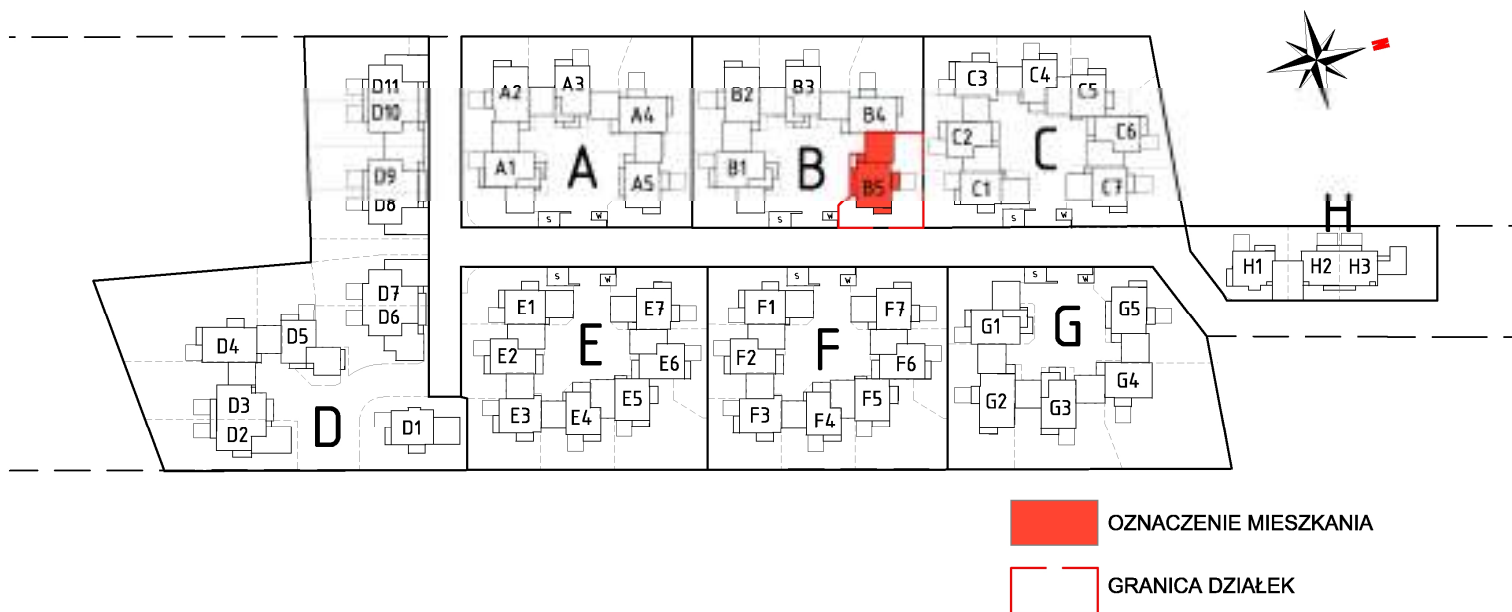 N
D11
D10
D9
D8
D7
D6
D5
D4
D3
D2
D1
D
A2
A3
A4
A1
A
A5
S
W
B2
B3
B4
B1
B
B5
S
W
C3
C4
C5
C2
C
C6
C1
C7
S
W
H
H1
H2
H3
S
W
E1
E7
E2
E
E6
E3
E4
E5
S
W
F1
F7
F2
F
F6
F3
F4
F5
S
W
G1
G
G5
G2
G3
G4
OZNACZENIE MIESZKANIA
GRANICA DZIAŁEK